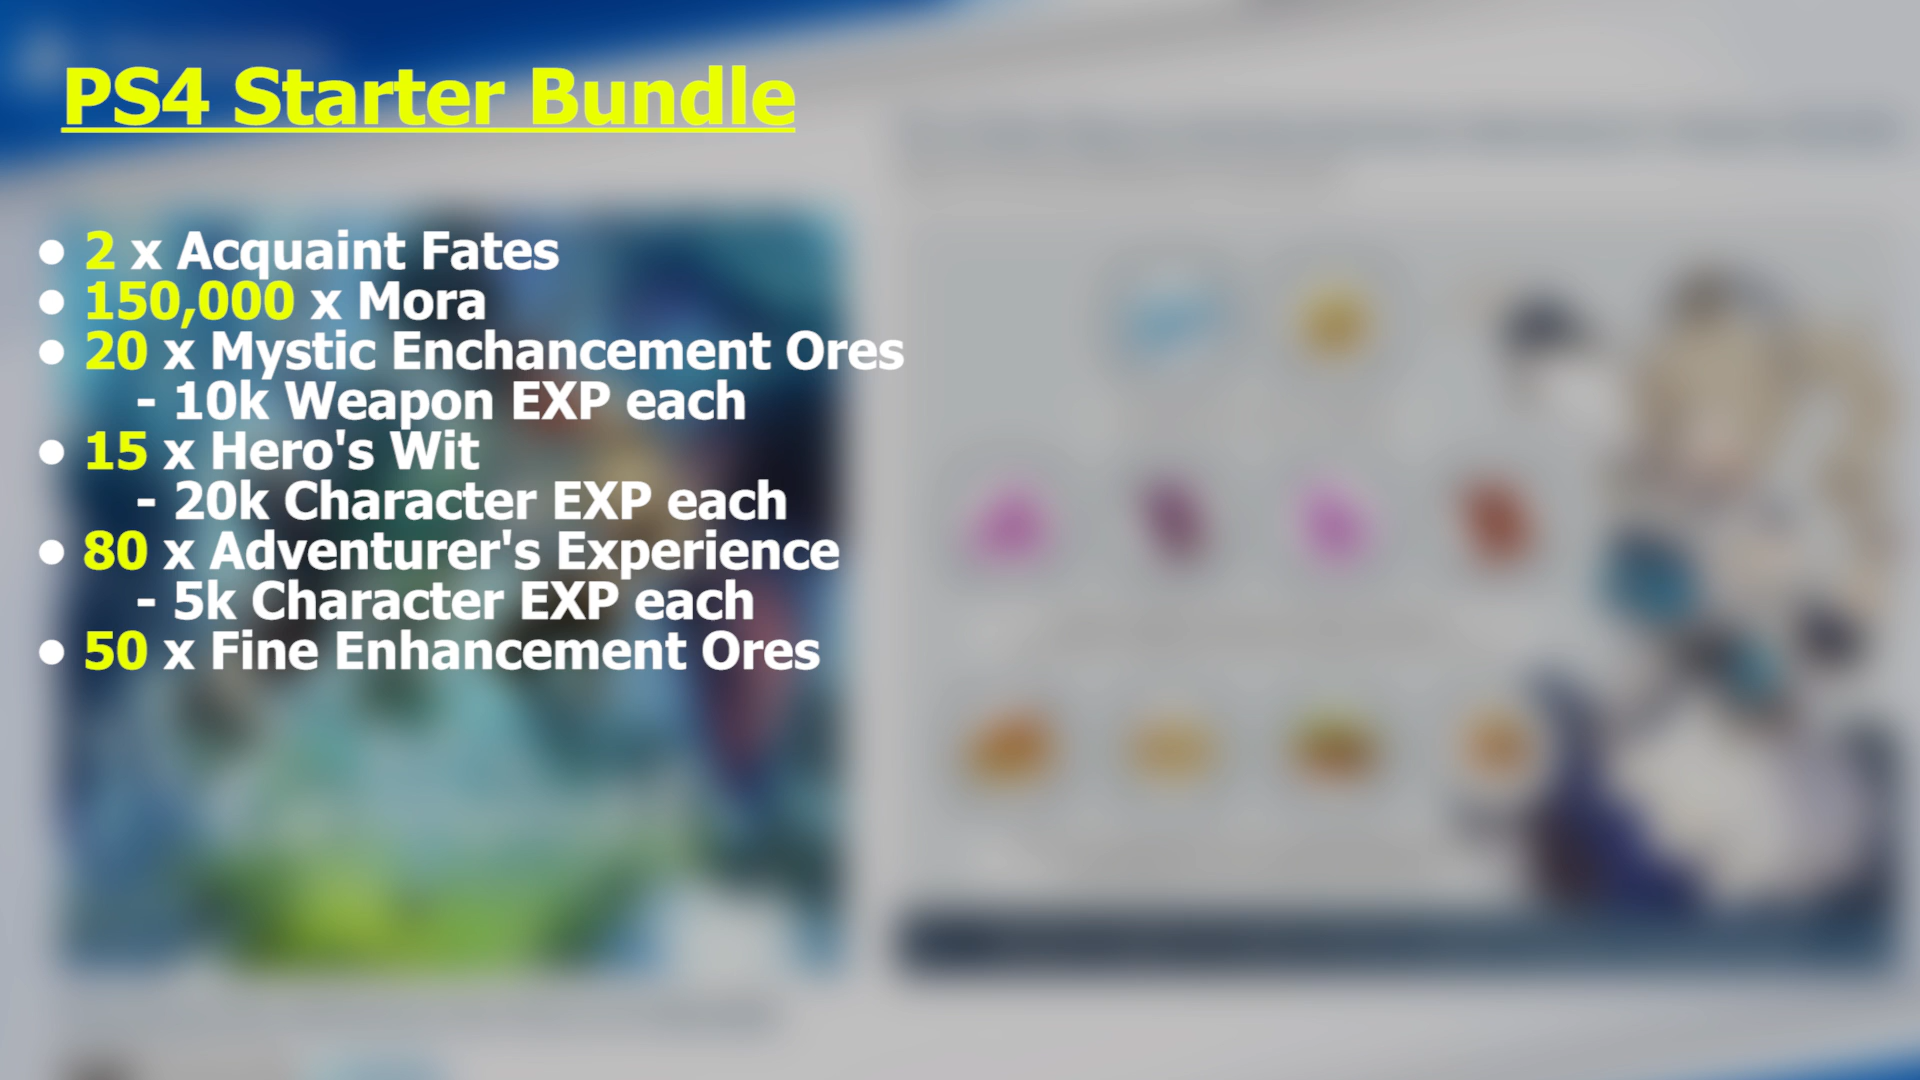 PS4 Starter Bundle
● 2 x Acquaint Fates
● 150,000 x Mora
● 20 x Mystic Enchancement Ores
- 10k Weapon EXP each
● 15 x Hero's Wit
- 20k Character EXP each
● 80 x Adventurer's Experience
- 5k Character EXP each
● 50 x Fine Enhancement Ores